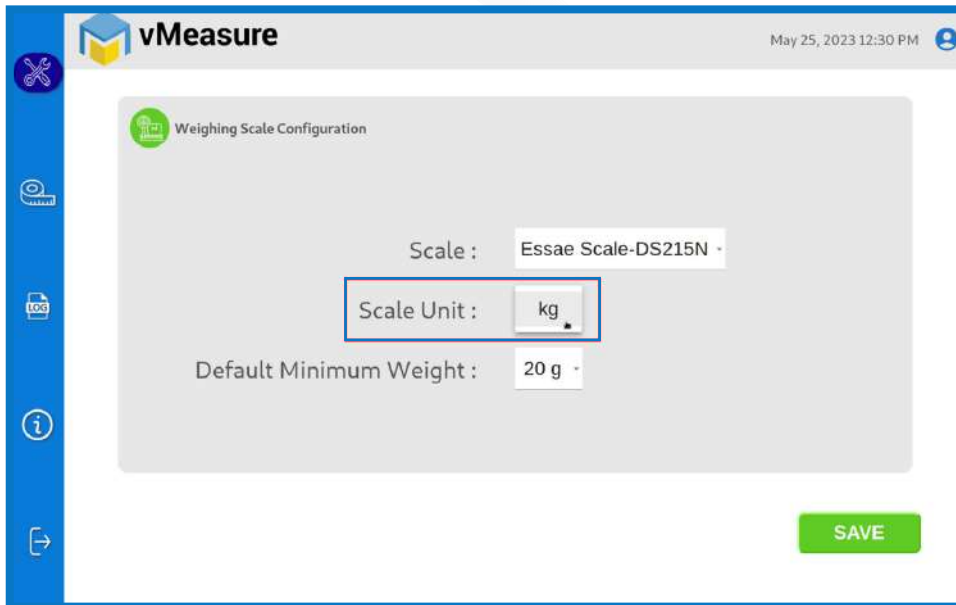 vMeasure
May 25, 2023 12:30 PM
Weighing Scale Configuration
Scale : Essae Scale-DS215N
Scale Unit : kg
LOG
Default Minimum Weight : 20 g
i
SAVE